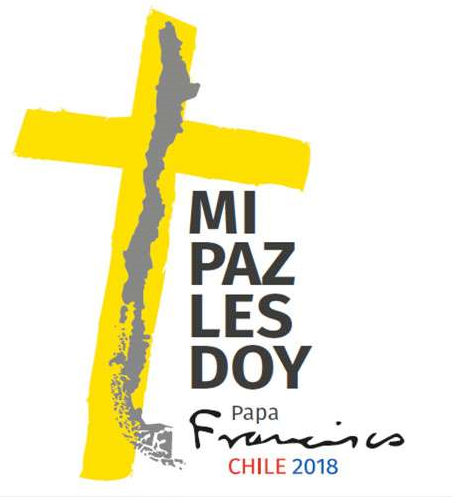 MI
PAZ
LES
DOY
Papa
Francisco
CHILE 2018